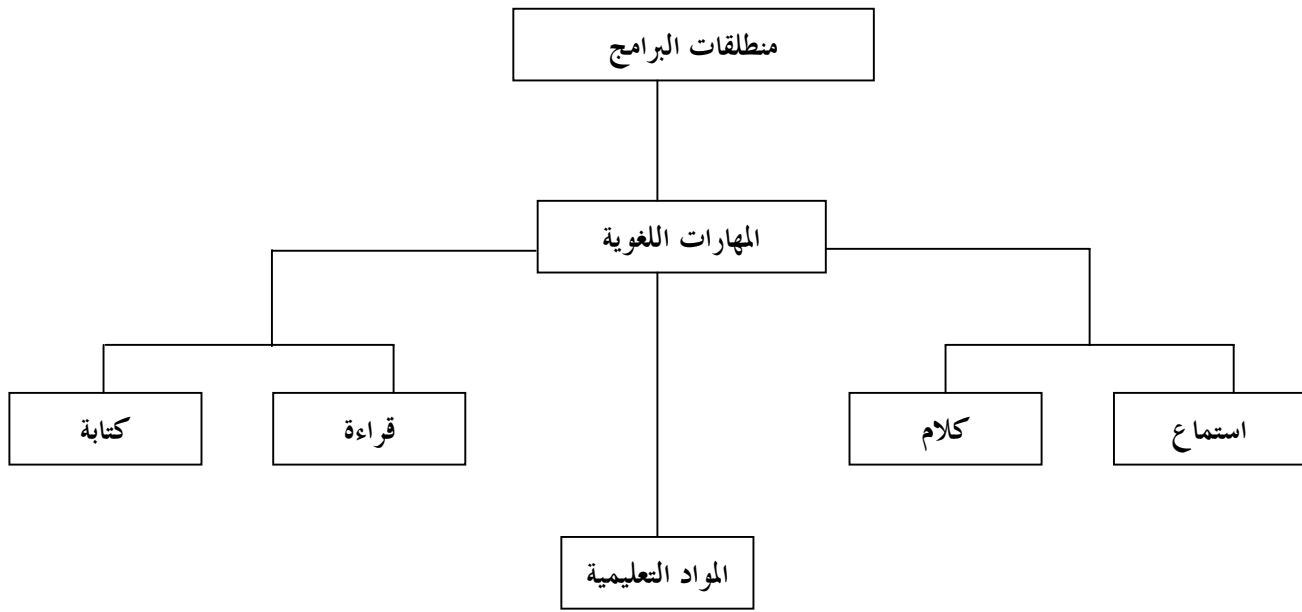 منطلقات البرامج
المهارات اللغوية
استماع
كلام
قراءة
كتابة
المواد التعليمية